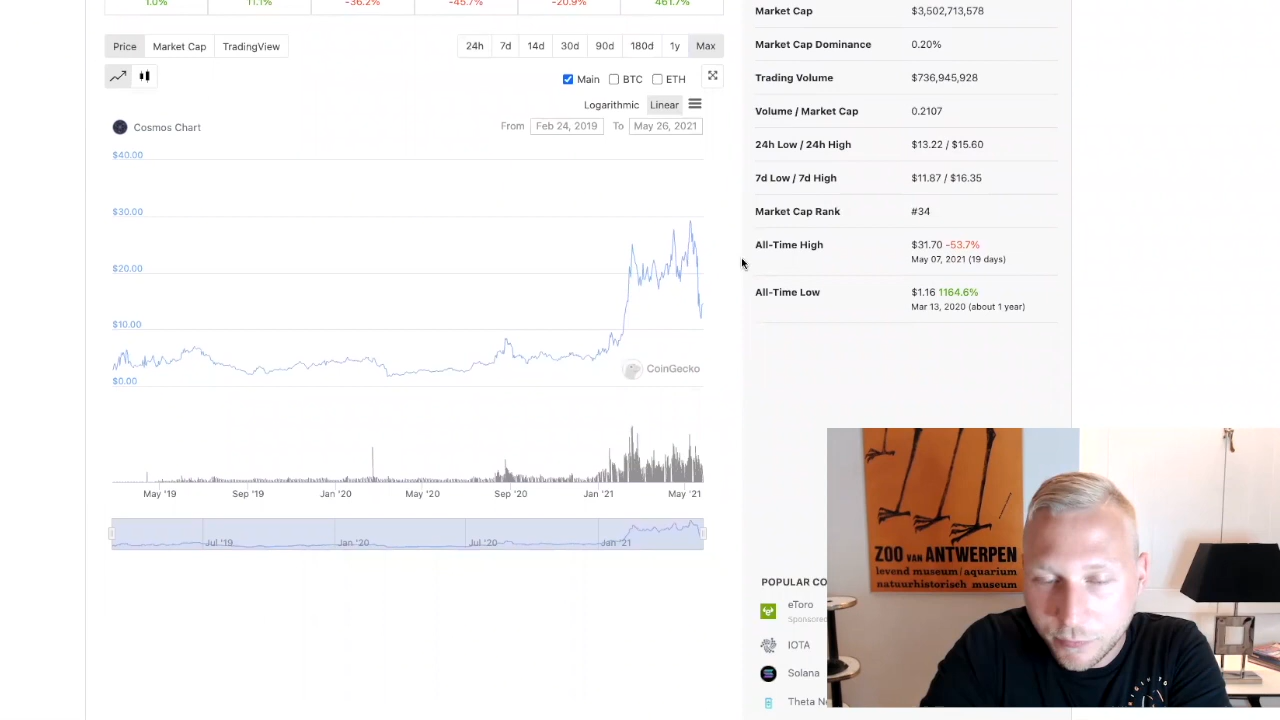 1.0% 11.1% -36.2% -45.7% -20.9% 461.7%
Price Market Cap TradingView 24h 7d 14d 30d 90d 180d 1y Max
Main BTC ETH
Logarithmic Linear
Cosmos Chart From Feb 24, 2019 To May 26, 2021
$40.00
$30.00
$20.00
$10.00
$0.00
CoinGecko
May '19 Sep '19 Jan '20 May '20 Sep '20 Jan '21 May '21
Jul '19 Jan '20 Jul '20 Jan '21
Market Cap $3,502,713,578
Market Cap Dominance 0.20%
Trading Volume $736,945,928
Volume / Market Cap 0.2107
24h Low / 24h High $13.22 / $15.60
7d Low / 7d High $11.87 / $16.35
Market Cap Rank #34
All-Time High $31.70 -53.7%
May 07, 2021 (19 days)
All-Time Low $1.16 1164.6%
Mar 13, 2020 (about 1 year)
POPULAR CO
eToro
Sponsored
IOTA
Solana
Theta N
ZOO VAN ANTWERPEN
levend museum/aquarium
natuurhistorisch museum